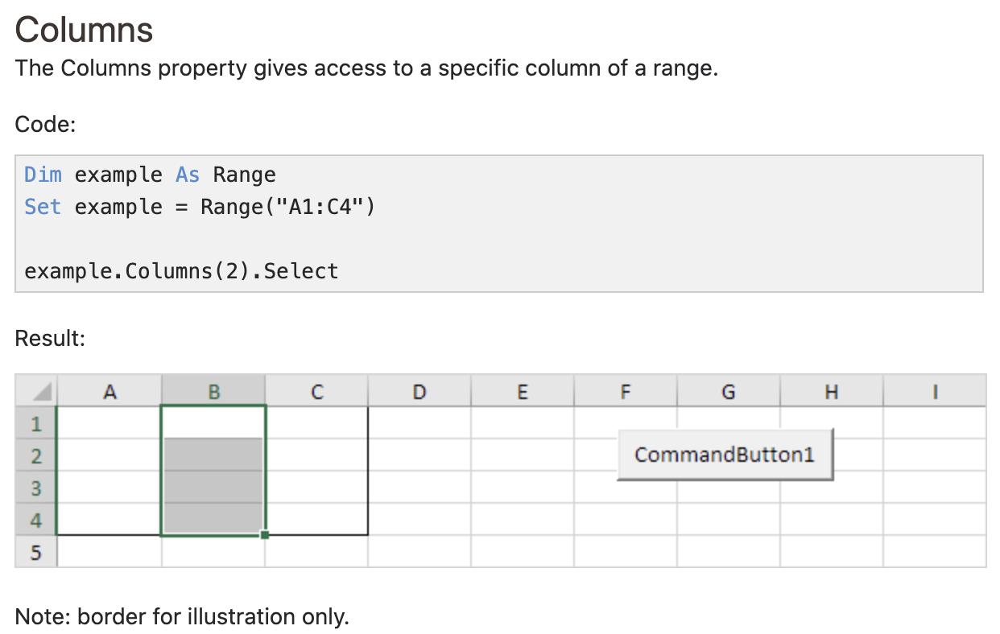 Columns
The Columns property gives access to a specific column of a range.
Code:
Dim example As Range
Set example = Range("A1:C4")
example.Columns(2).Select
Result:
A B C D E F G H I
1
CommandButton1
2
3
4
5
Note: border for illustration only.